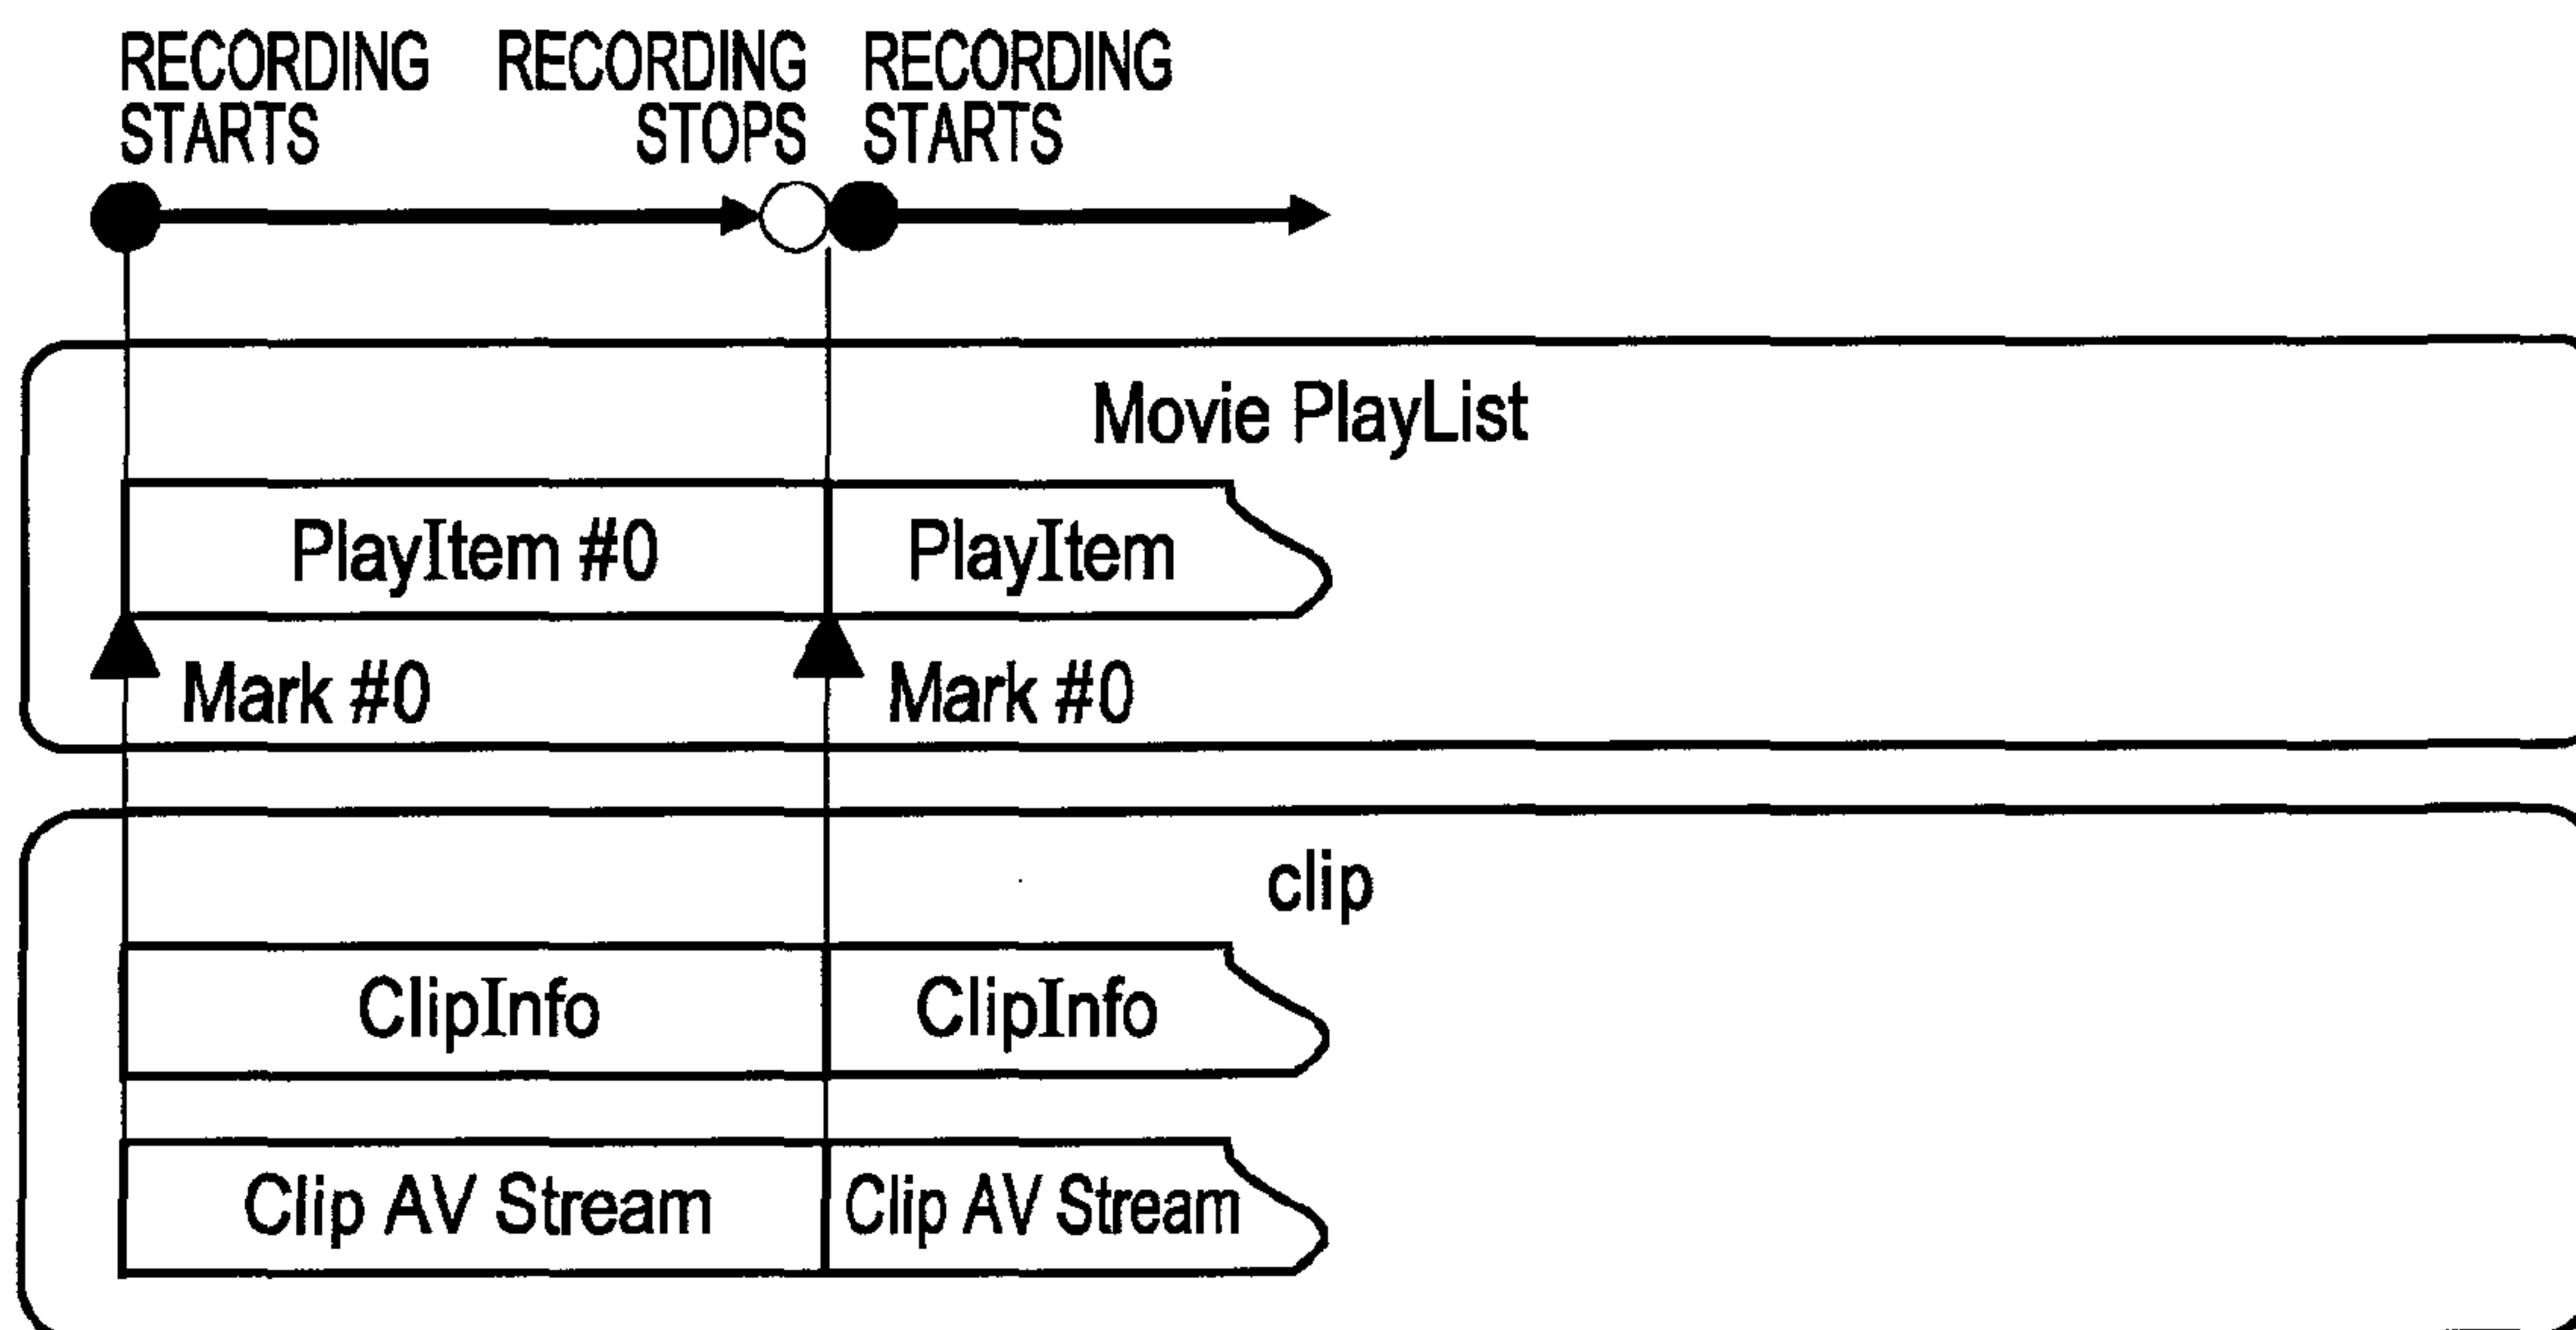 RECORDING STARTS
RECORDING STOPS
RECORDING STARTS
Movie PlayList
PlayItem #0
PlayItem
Mark #0
Mark #0
clip
ClipInfo
ClipInfo
Clip AV Stream
Clip AV Stream